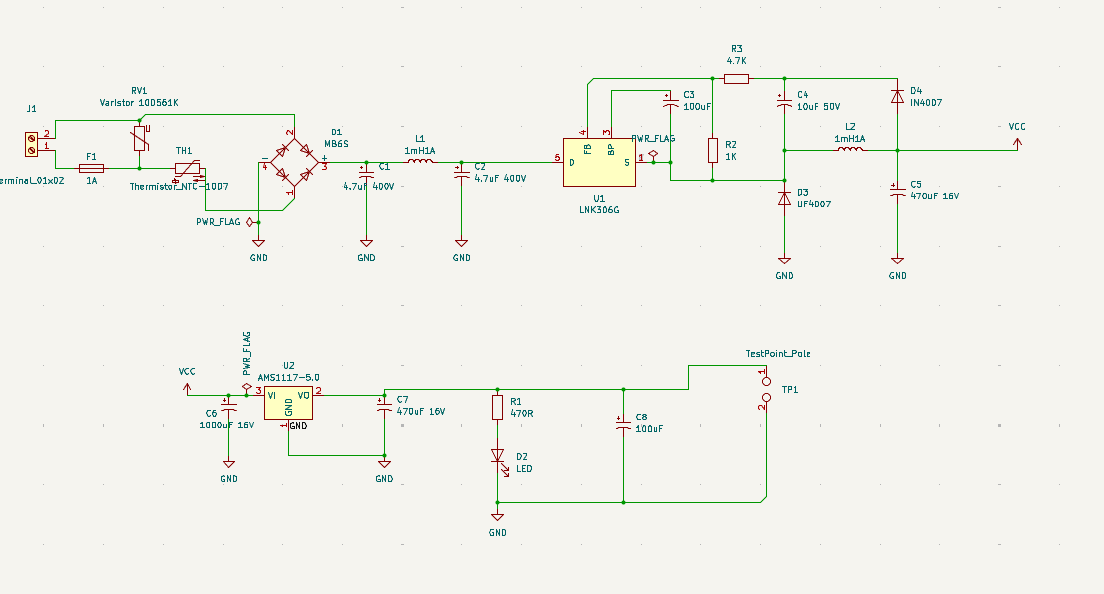 J1
2
1
erminal_01x02
F1
1A
RV1
Varistor 10D561K
U
TH1
Thermistor_NTC-10D7
D1
MB6S
2
4
3
1
-
+
PWR_FLAG
GND
C1
4.7uF 400V
GND
L1
1mH1A
C2
4.7uF 400V
GND
4
3
FB
BP
5
D
S
1
U1
LNK306G
PWR_FLAG
C3
100uF
R3
4.7K
R2
1K
C4
10uF 50V
D3
UF4007
GND
L2
1mH1A
D4
IN4007
C5
470uF 16V
GND
VCC
VCC
PWR_FLAG
C6
1000uF 16V
GND
U2
AMS1117-5.0
3
VI
VO
2
GND
1
GND
C7
470uF 16V
GND
R1
470R
D2
LED
GND
C8
100uF
TestPoint_Pole
1
2
TP1